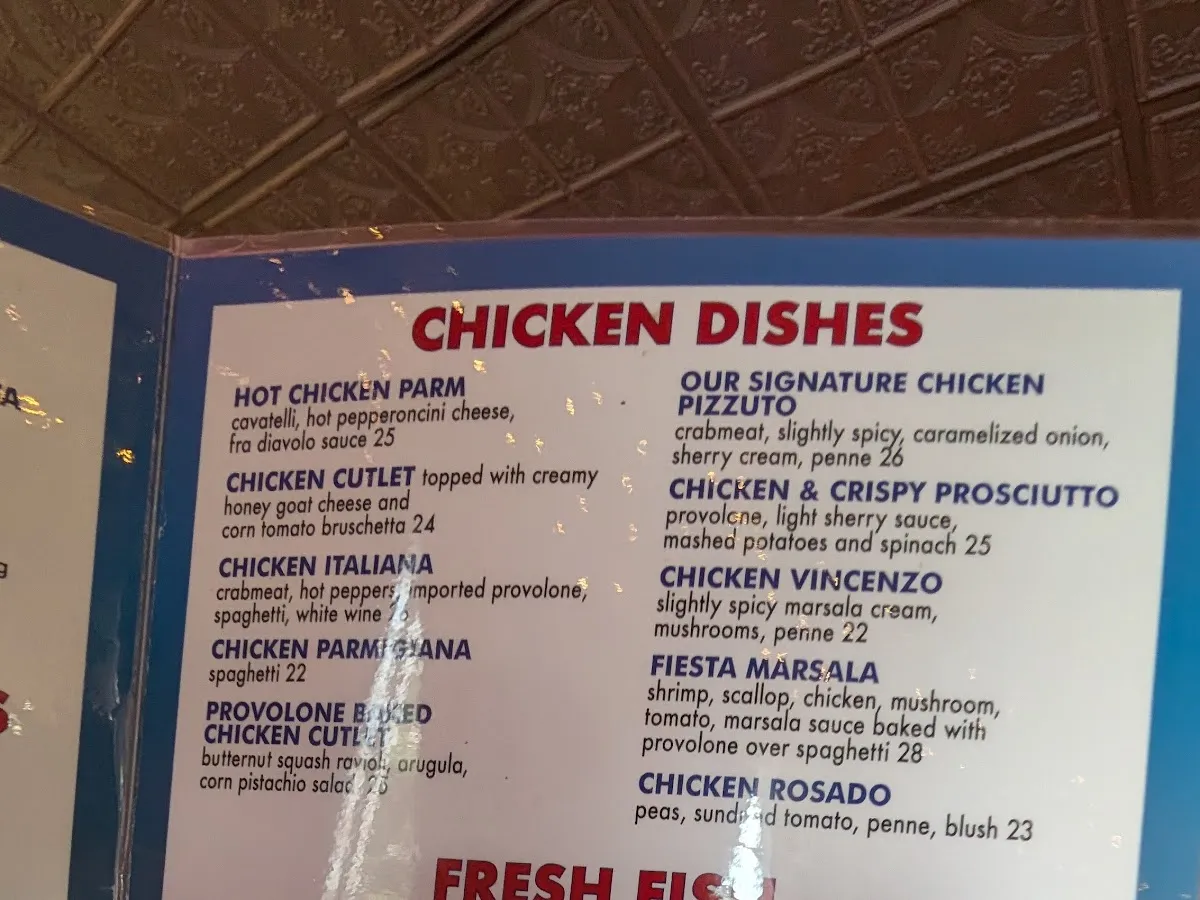 CHICKEN DISHES
HOT CHICKEN PARM
cavatelli, hot pepperoncini cheese,
fra diavolo sauce 25
CHICKEN CUTLET topped with creamy
honey goat cheese and
corn tomato bruschetta 24
CHICKEN ITALIANA
crabmeat, hot peppers, imported provolone,
spaghetti, white wine
CHICKEN PARMIGIANA
spaghetti 22
PROVOLONE BAKED
CHICKEN CUTLET
butternut squash ravioli, arugula,
corn pistachio salad
OUR SIGNATURE CHICKEN
PIZZUTO
crabmeat, slightly spicy, caramelized onion,
sherry cream, penne 26
CHICKEN & CRISPY PROSCIUTTO
provolone, light sherry sauce,
mashed potatoes and spinach 25
CHICKEN VINCENZO
slightly spicy marsala cream,
mushrooms, penne 22
FIESTA MARSALA
shrimp, scallop, chicken, mushroom,
tomato, marsala sauce baked with
provolone over spaghetti 28
CHICKEN ROSADO
peas, sundried tomato, penne, blush 23
FRESH FISH